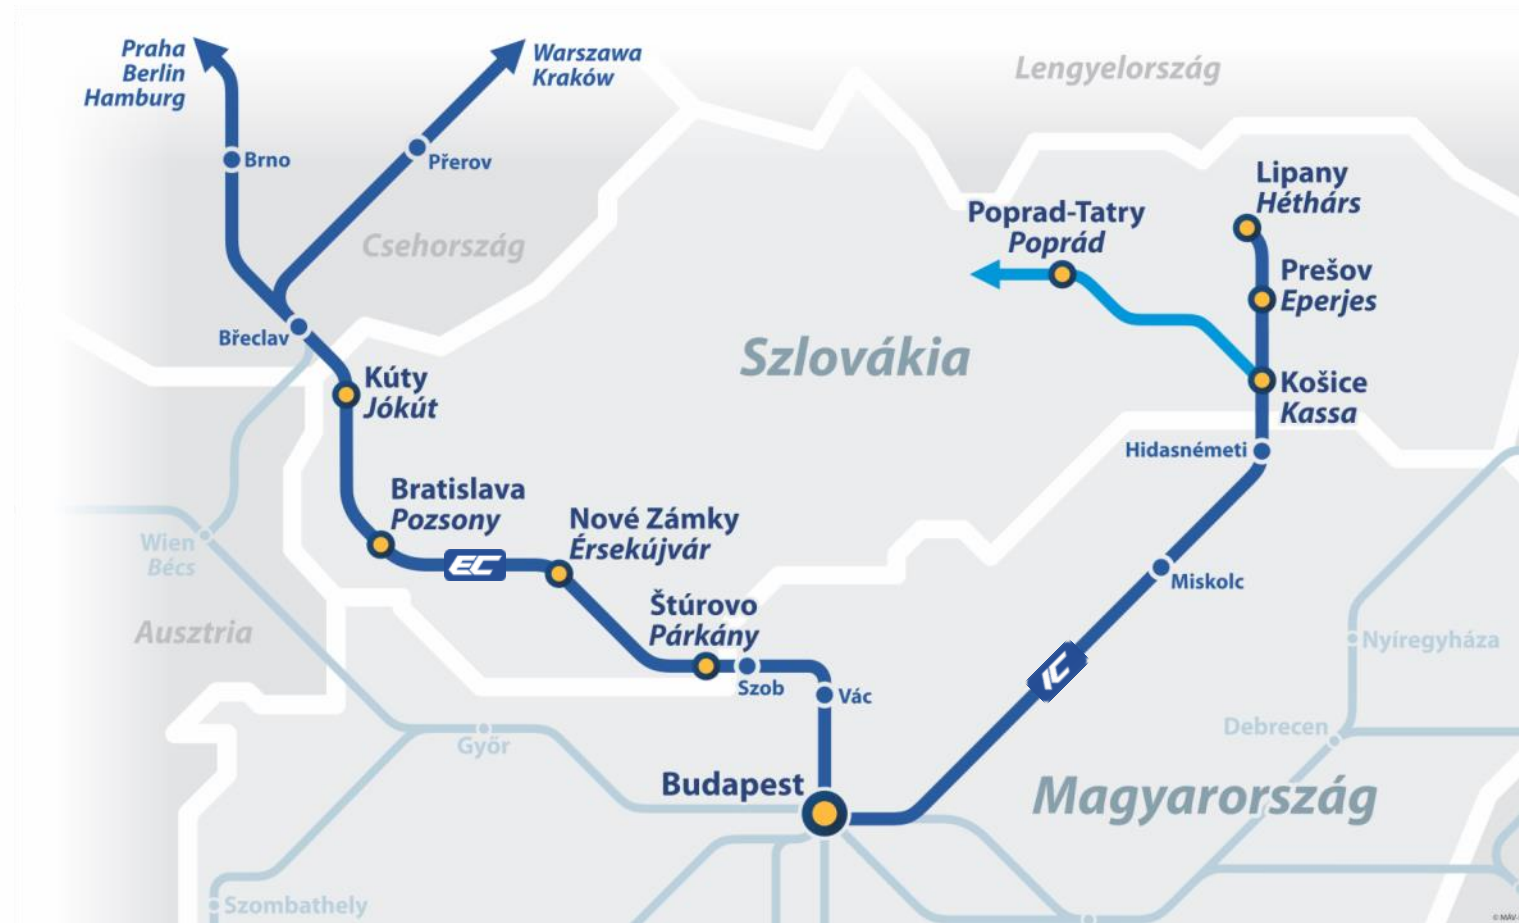 Praha
Berlin
Hamburg
Warszawa
Kraków
Lengyelország
Brno
Přerov
Csehország
Lipany
Héthárs
Poprad-Tatry
Poprád
Prešov
Eperjes
Břeclav
Szlovákia
Kúty
Jókút
Košice
Kassa
Hidasnémeti
Bratislava
Pozsony
Nové Zámky
Érsekújvár
Wien
Bécs
EC
Miskolc
Štúrovo
Párkány
Ausztria
Nyíregyháza
IC
Szob
Vác
Győr
Debrecen
Budapest
Magyarország
Szombathely
© MÁV-